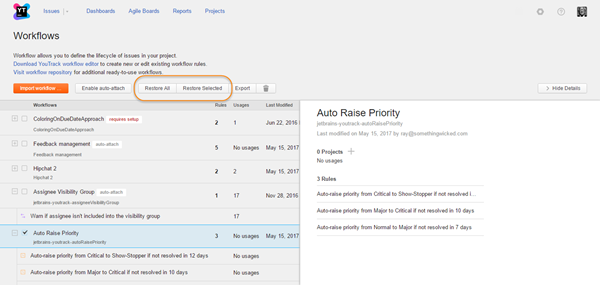 YT
Issues
Dashboards
Agile Boards
Reports
Projects
Workflows
Workflow allows you to define the lifecycle of issues in your project.
Download YouTrack workflow editor to create new or edit existing workflow rules.
Visit workflow repository for additional ready-to-use workflows.
Import workflow ...
Enable auto-attach
Restore All
Restore Selected
Export
Hide Details
Workflows Rules Usages Last Modified
ColoringOnDueDateApproach requires setup 2 1 Jun 22, 2016
ColoringOnDueDateApproach
Feedback management auto-attach 5 No usages May 15, 2017
Feedback management
Hipchat 2 2 2 May 15, 2017
Hipchat 2
Assignee Visibility Group auto-attach 1 17 Nov 28, 2016
jetbrains-youtrack-assigneeVisibilityGroup
Warn if assignee isn't included into the visibility group 17
Auto Raise Priority 3 No usages May 15, 2017
jetbrains-youtrack-autoRaisePriority
Auto-raise priority from Critical to Show-Stopper if not resolved in 12 days No usages
Auto-raise priority from Major to Critical if not resolved in 10 days No usages
Auto Raise Priority
jetbrains-youtrack-autoRaisePriority
Last modified on May 15, 2017 by ray@somethingwicked.com
0 Projects
No usages
3 Rules
Auto-raise priority from Critical to Show-Stopper if not resolved i...
Auto-raise priority from Major to Critical if not resolved in 10 days
Auto-raise priority from Normal to Major if not resolved in 7 days